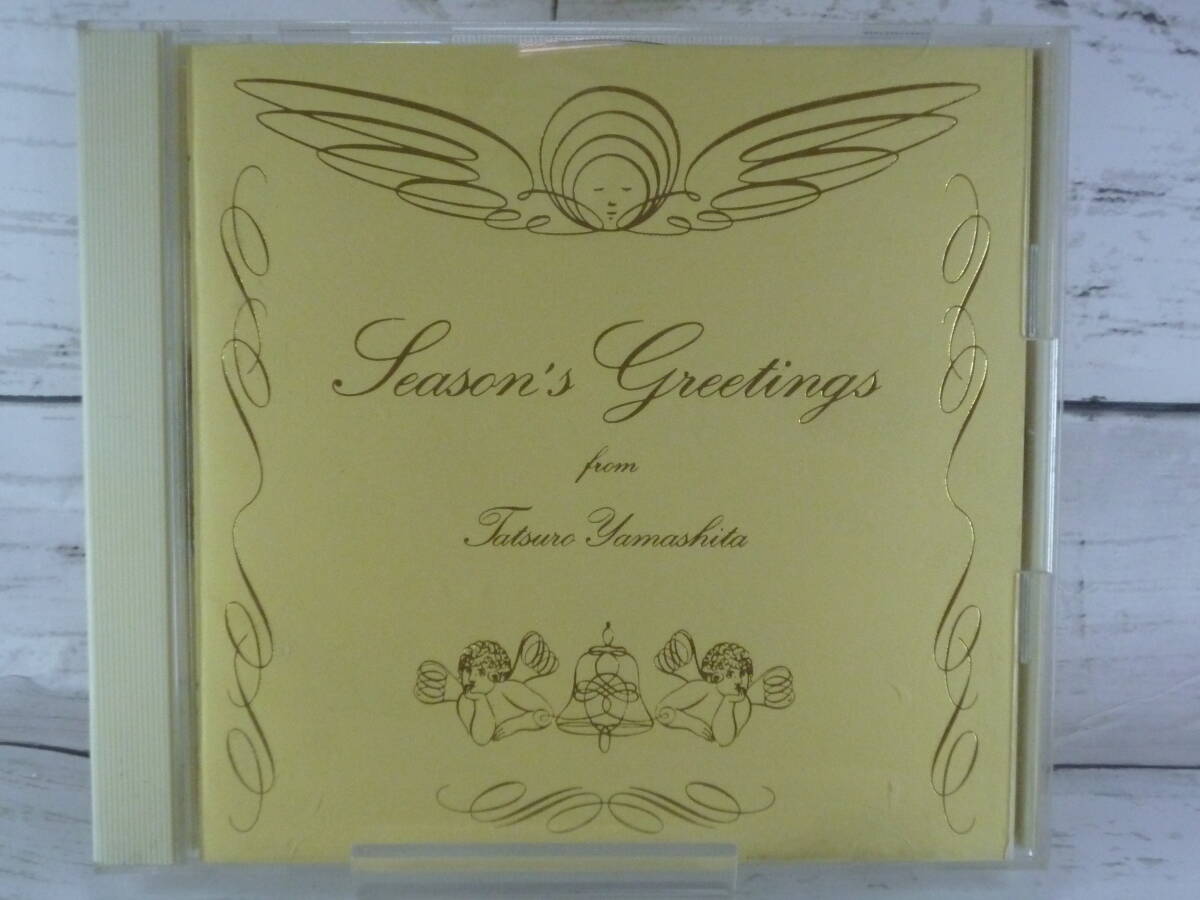 Season's Greetings
from
Tatsuro Yamashita